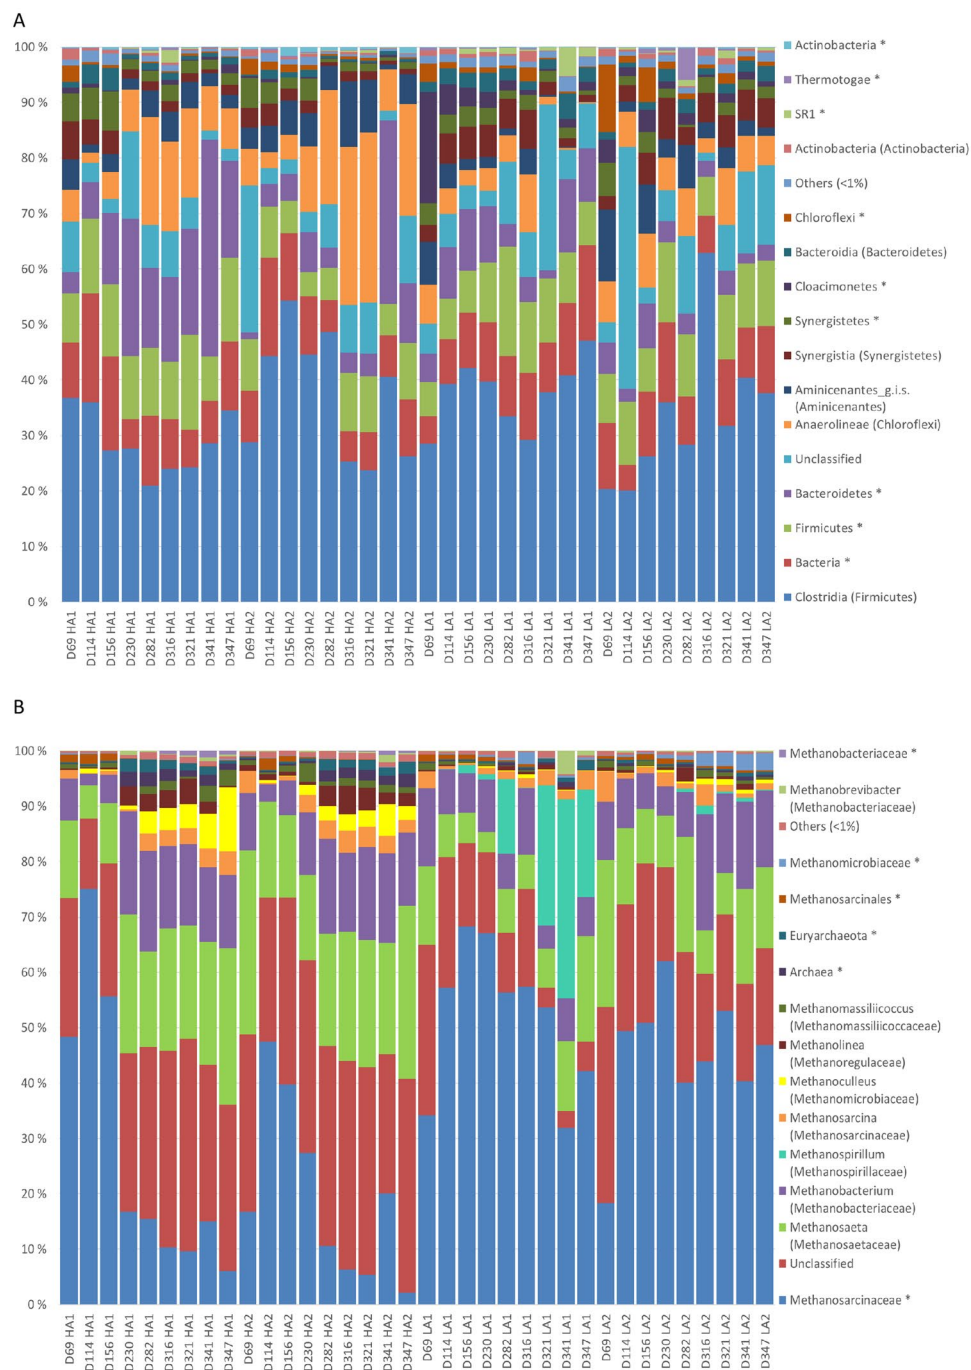 A
100 %
90 %
80 %
70 %
60 %
50 %
40 %
30 %
20 %
10 %
0 %
D69 HA1
D114 HA1
D156 HA1
D230 HA1
D282 HA1
D316 HA1
D321 HA1
D341 HA1
D347 HA1
D69 HA2
D114 HA2
D156 HA2
D230 HA2
D282 HA2
D316 HA2
D321 HA2
D341 HA2
D347 HA2
D69 LA1
D114 LA1
D156 LA1
D230 LA1
D282 LA1
D316 LA1
D321 LA1
D341 LA1
D347 LA1
D69 LA2
D114 LA2
D156 LA2
D230 LA2
D282 LA2
D316 LA2
D321 LA2
D341 LA2
D347 LA2
Actinobacteria *
Thermotogae *
SR1 *
Actinobacteria (Actinobacteria)
Others (<1%)
Chloroflexi *
Bacteroidia (Bacteroidetes)
Cloacimonetes *
Synergistetes *
Synergistia (Synergistetes)
Aminicenantes_g.i.s.
(Aminicenantes)
Anaerolineae (Chloroflexi)
Unclassified
Bacteroidetes *
Firmicutes *
Bacteria *
Clostridia (Firmicutes)
B
100 %
90 %
80 %
70 %
60 %
50 %
40 %
30 %
20 %
10 %
0 %
D69 HA1
D114 HA1
D156 HA1
D230 HA1
D282 HA1
D316 HA1
D321 HA1
D341 HA1
D347 HA1
D69 HA2
D114 HA2
D156 HA2
D230 HA2
D282 HA2
D316 HA2
D321 HA2
D341 HA2
D347 HA2
D69 LA1
D114 LA1
D156 LA1
D230 LA1
D282 LA1
D316 LA1
D321 LA1
D341 LA1
D347 LA1
D69 LA2
D114 LA2
D156 LA2
D230 LA2
D282 LA2
D316 LA2
D321 LA2
D341 LA2
D347 LA2
Methanobacteriaceae *
Methanobrevibacter
(Methanobacteriaceae)
Others (<1%)
Methanomicrobiaceae *
Methanosarcinales *
Euryarchaeota *
Archaea *
Methanomassiliicoccus
(Methanomassiliicoccaceae)
Methanolinea
(Methanoregulaceae)
Methanoculleus
(Methanomicrobiaceae)
Methanosarcina
(Methanosarcinaceae)
Methanospirillum
(Methanospirillaceae)
Methanobacterium
(Methanobacteriaceae)
Methanosaeta
(Methanosaetaceae)
Unclassified
Methanosarcinaceae *